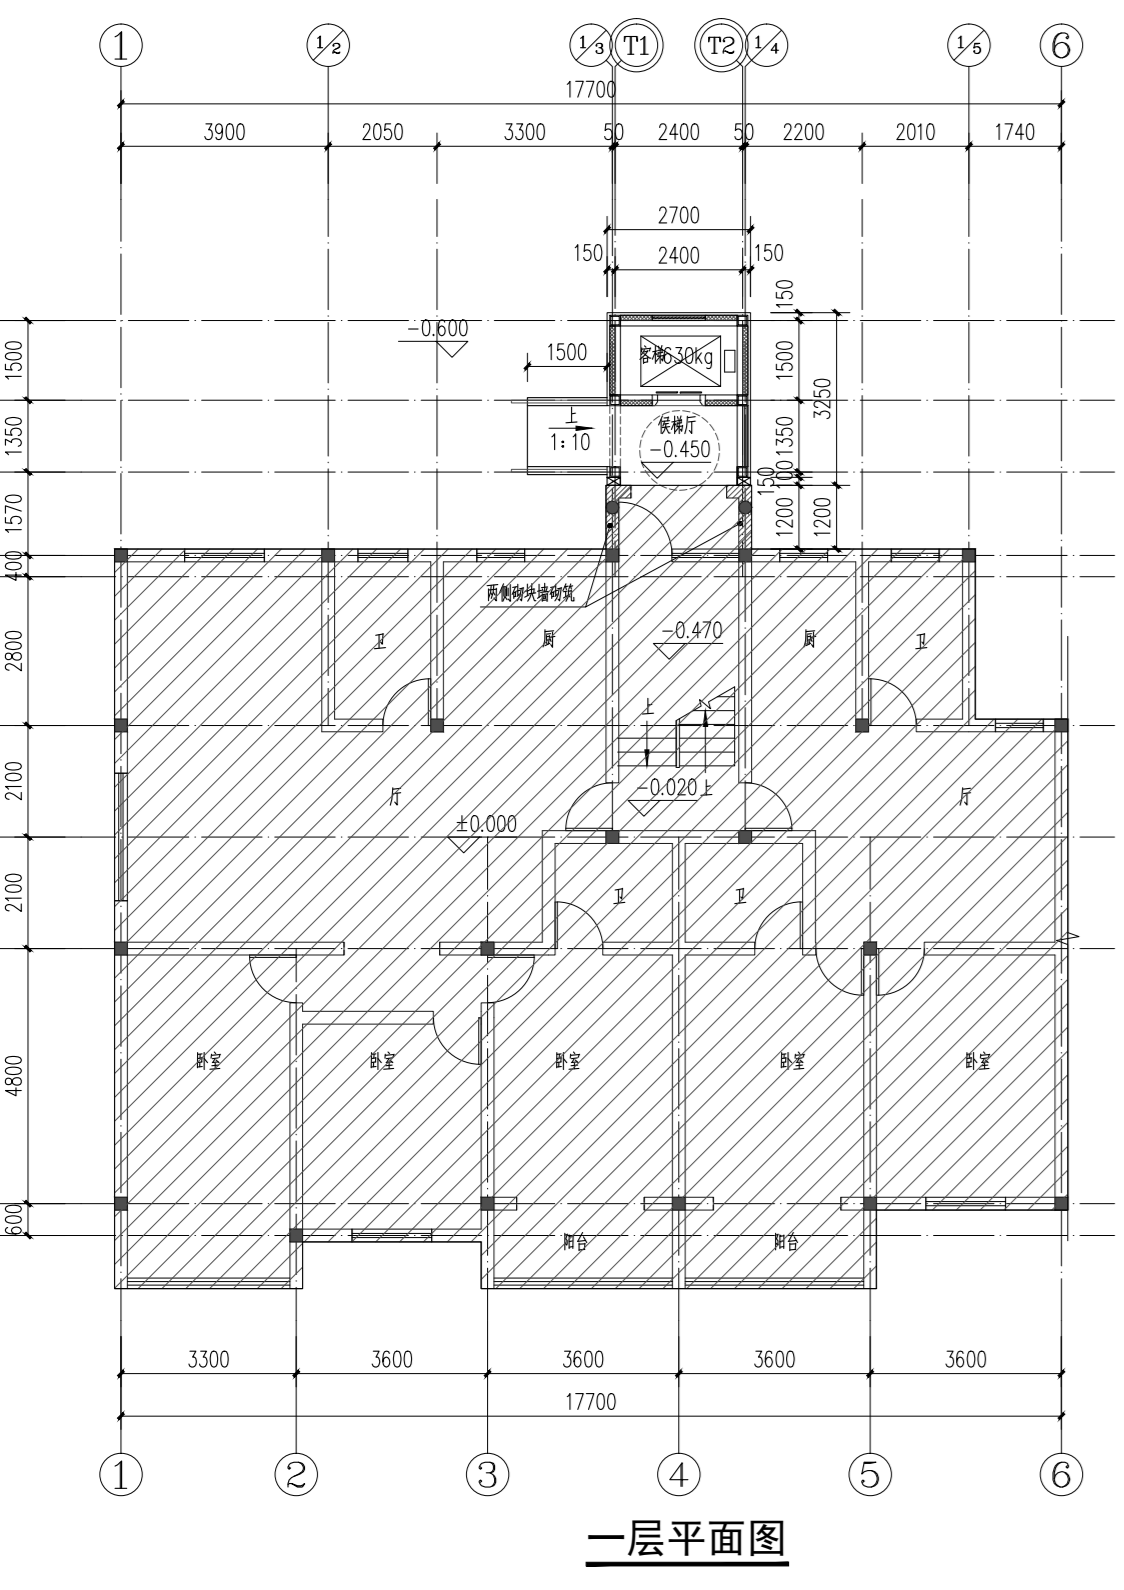 1 1/2 1/3 T1 T2 1/4 1/5 6
17700
3900 2050 3300 50 2400 50 2200 2010 1740
2700
150 2400 150
150
-0.600
1500
1500
客梯630kg
1500
3250
1350
上
1:10
候梯厅
-0.450
1350
150
100
1570
1200
1200
400
两侧砌块墙砌筑
2800
卫
厨
-0.470
厨
卫
上
2100
厅
-0.020
上
厅
±0.000
2100
卫
卫
4800
卧室
卧室
卧室
卧室
卧室
600
阳台
阳台
3300 3600 3600 3600 3600
17700
1 2 3 4 5 6
一层平面图